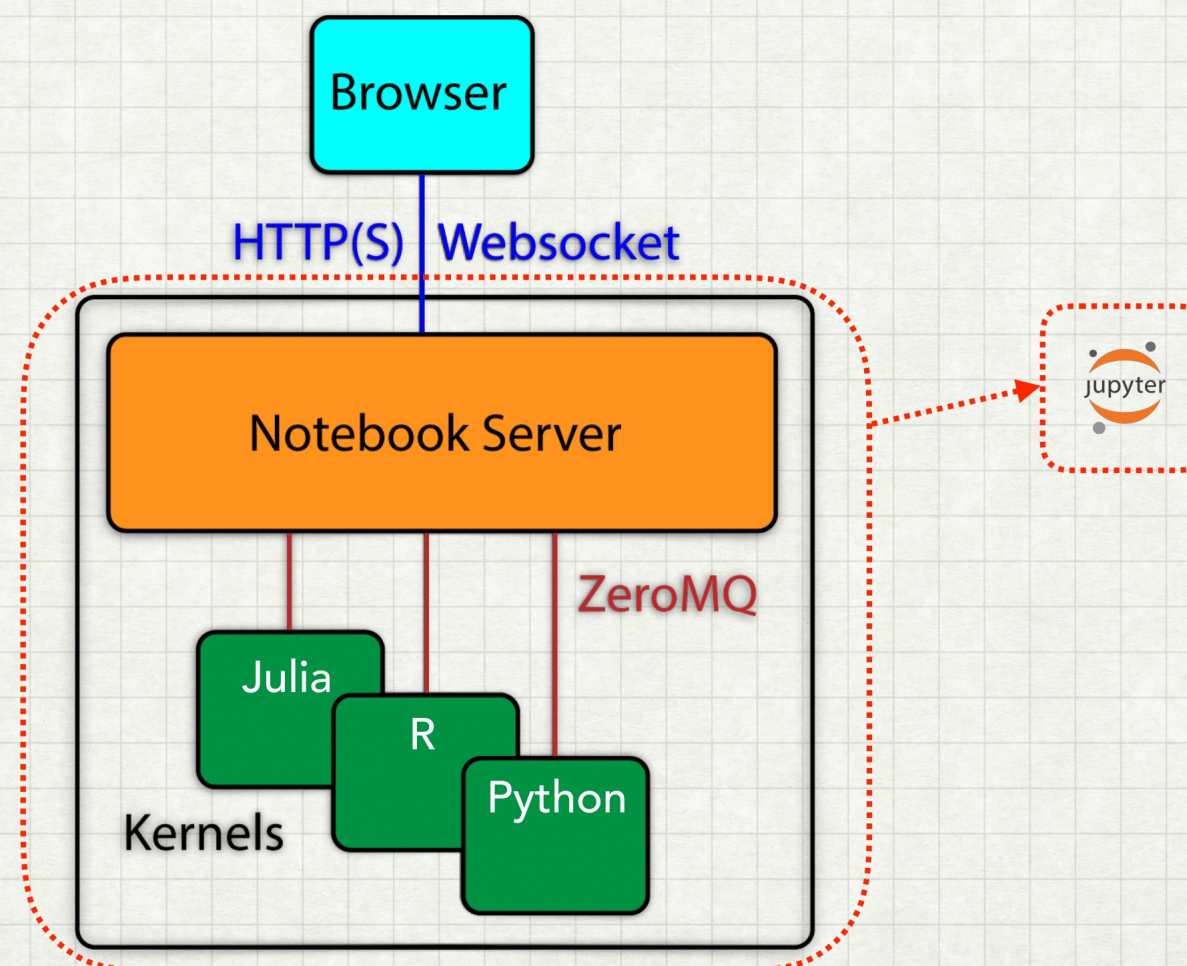 Browser
HTTP(S) Websocket
jupyter
Notebook Server
ZeroMQ
Julia
R
Python
Kernels